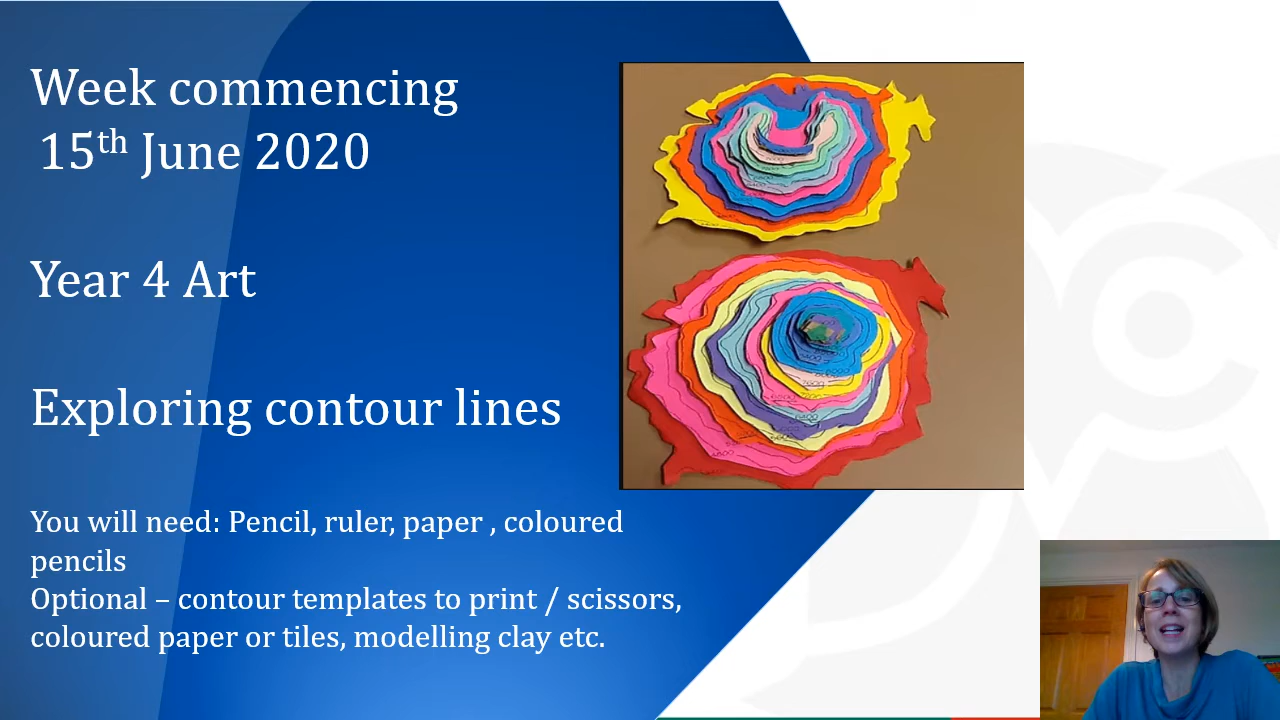 Week commencing
15th June 2020
Year 4 Art
Exploring contour lines
You will need: Pencil, ruler, paper , coloured
pencils
Optional – contour templates to print / scissors,
coloured paper or tiles, modelling clay etc.